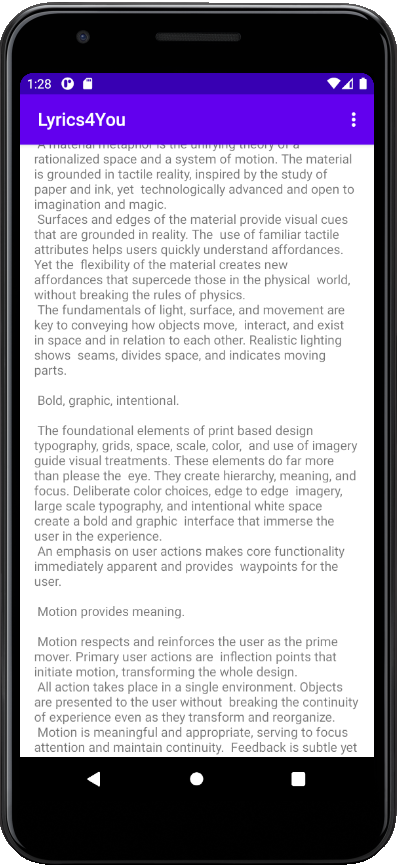 1:28
Lyrics4You
A material metaphor is the unifying theory of a
rationalized space and a system of motion. The material
is grounded in tactile reality, inspired by the study of
paper and ink, yet  technologically advanced and open to
imagination and magic.
Surfaces and edges of the material provide visual cues
that are grounded in reality. The  use of familiar tactile
attributes helps users quickly understand affordances.
Yet the  flexibility of the material creates new
affordances that supercede those in the physical  world,
without breaking the rules of physics.
The fundamentals of light, surface, and movement are
key to conveying how objects move,  interact, and exist
in space and in relation to each other. Realistic lighting
shows  seams, divides space, and indicates moving
parts.
Bold, graphic, intentional.
The foundational elements of print based design
typography, grids, space, scale, color,  and use of imagery
guide visual treatments. These elements do far more
than please the  eye. They create hierarchy, meaning, and
focus. Deliberate color choices, edge to edge  imagery,
large scale typography, and intentional white space
create a bold and graphic  interface that immerse the
user in the experience.
An emphasis on user actions makes core functionality
immediately apparent and provides  waypoints for the
user.
Motion provides meaning.
Motion respects and reinforces the user as the prime
mover. Primary user actions are  inflection points that
initiate motion, transforming the whole design.
All action takes place in a single environment. Objects
are presented to the user without  breaking the continuity
of experience even as they transform and reorganize.
Motion is meaningful and appropriate, serving to focus
attention and maintain continuity.  Feedback is subtle yet